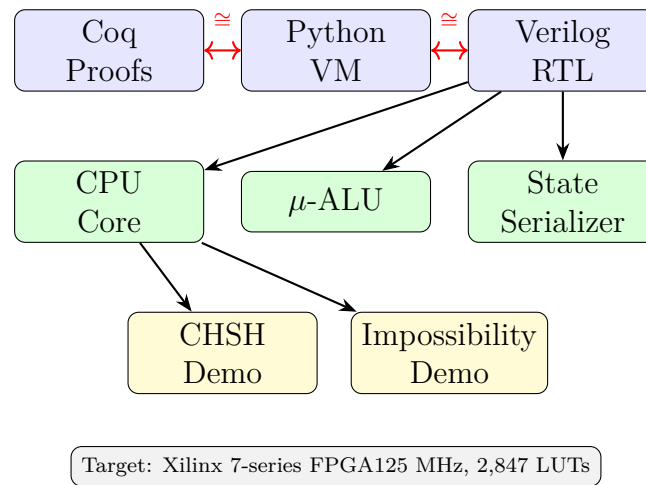 ≅ ≅
Coq Python Verilog
Proofs VM RTL
CPU State
μ-ALU
Core Serializer
CHSH Impossibility
Demo Demo
Target: Xilinx 7-series FPGA125 MHz, 2,847 LUTs